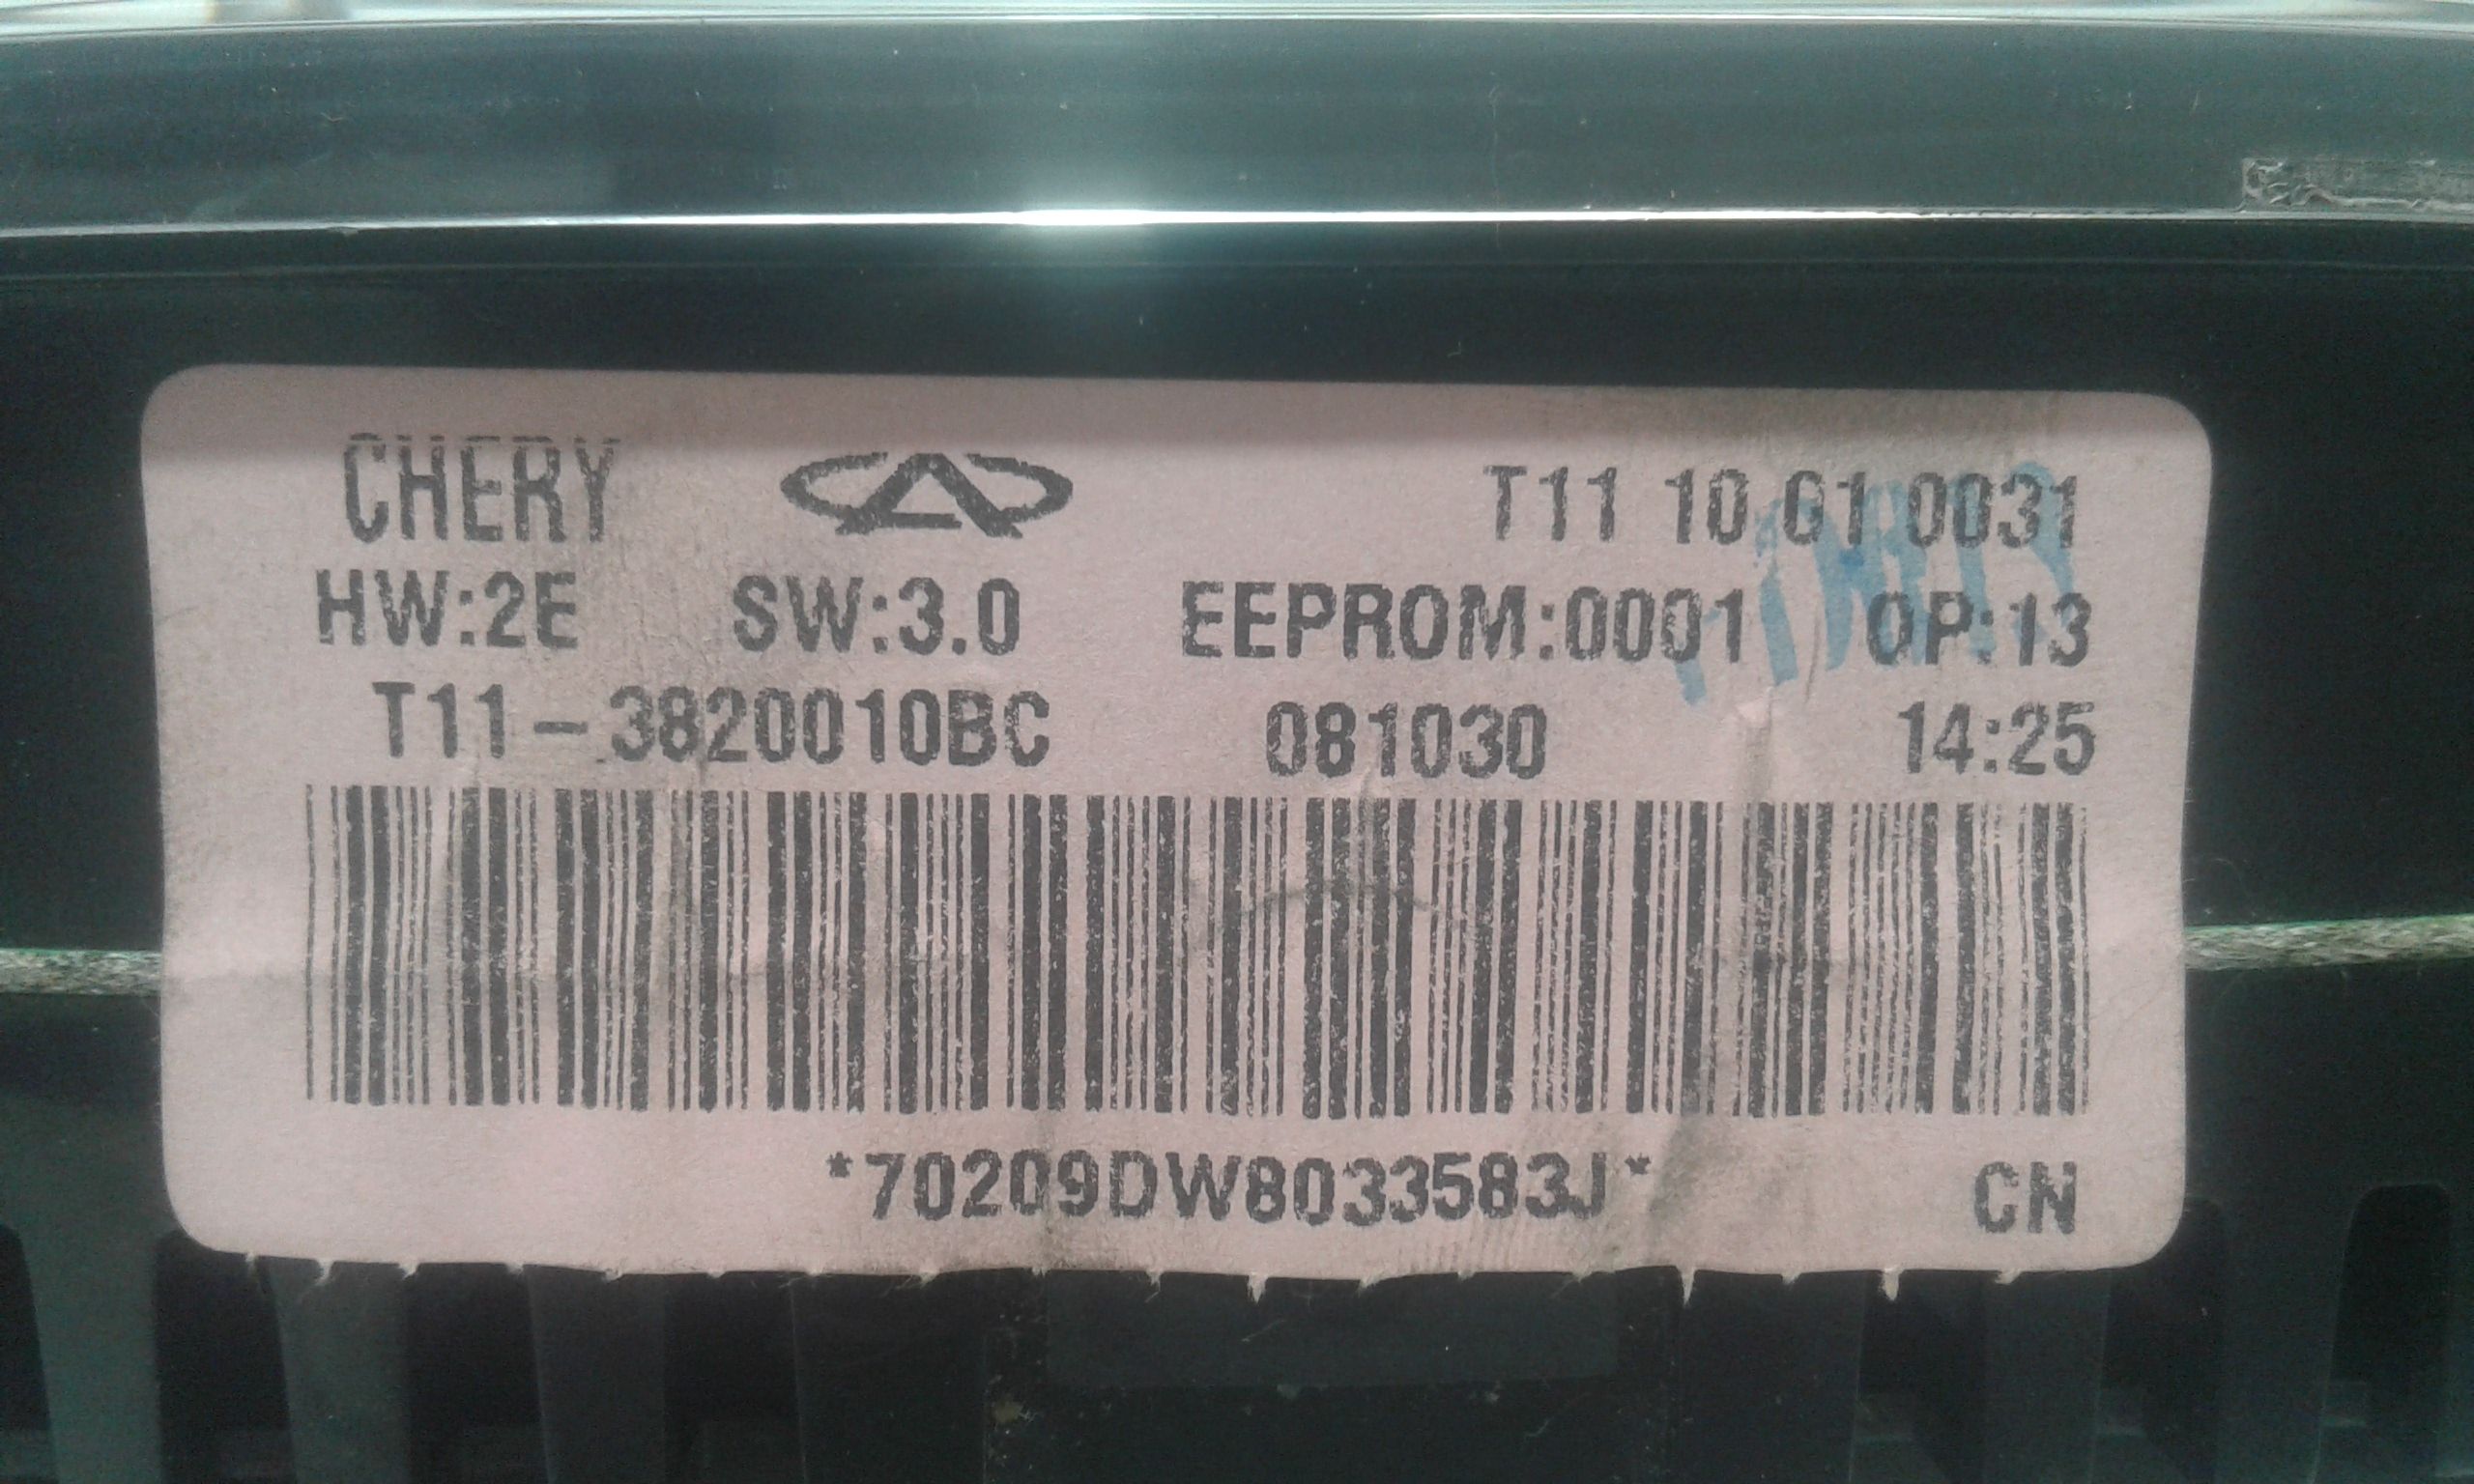 CHERY T11 10 G1 0031
HW:2E SW:3.0 EEPROM:0001 OP:13
T11-3820010BC 081030 14:25
*70209DW8033583J* CN